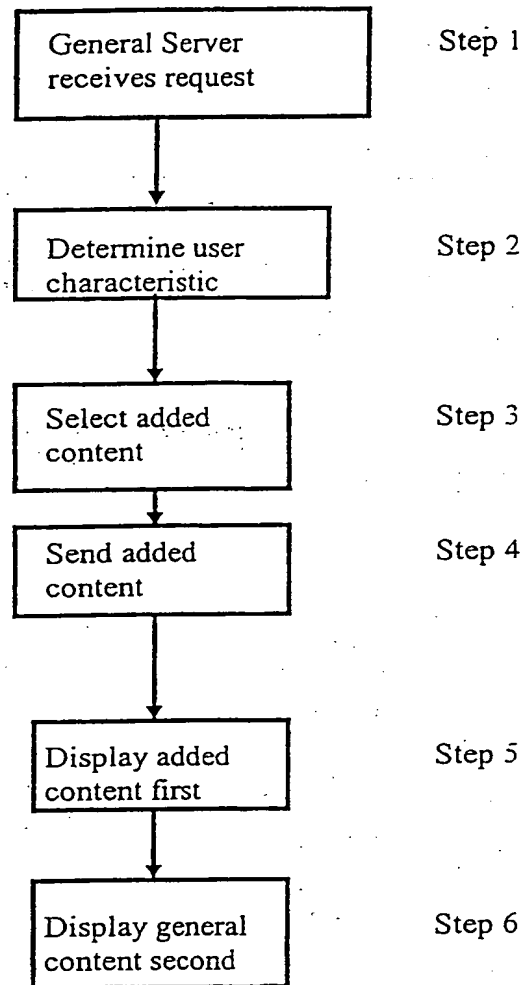 General Server
receives request
Step 1
Determine user
characteristic
Step 2
Select added
content
Step 3
Send added
content
Step 4
Display added
content first
Step 5
Display general
content second
Step 6